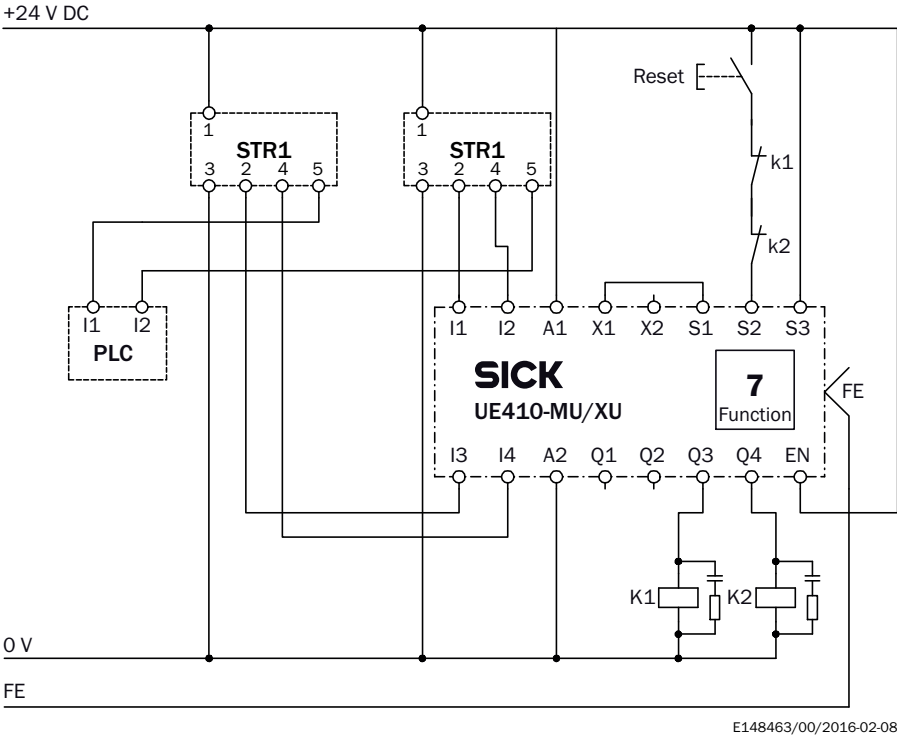 +24 V DC
Reset
1
STR1
3 2 4 5
1
STR1
3 2 4 5
k1
k2
I1 I2
PLC
I1 I2 A1 X1 X2 S1 S2 S3
SICK
UE410-MU/XU
7
Function
FE
I3 I4 A2 Q1 Q2 Q3 Q4 EN
K1
K2
0 V
FE
E148463/00/2016-02-08